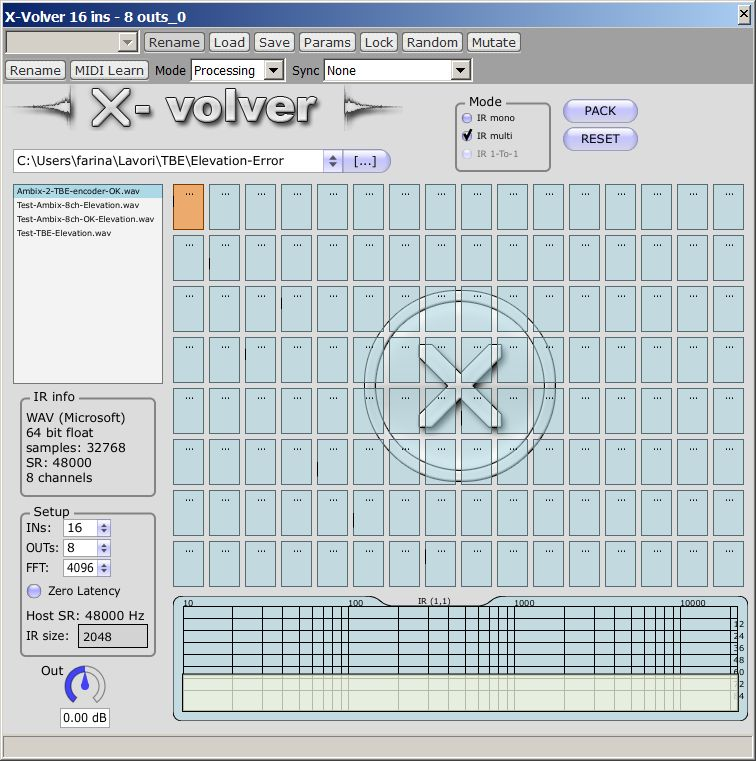 X-Volver 16 ins - 8 outs_0
Rename Load Save Params Lock Random Mutate
Rename MIDI Learn Mode Processing Sync None
X- volver
Mode
IR mono
IR multi
IR 1-To-1
PACK
RESET
C:\Users\farina\Lavori\TBE\Elevation-Error [...]
Ambix-2-TBE-encoder-OK.wav
Test-Ambix-8ch-Elevation.wav
Test-Ambix-8ch-OK-Elevation.wav
Test-TBE-Elevation.wav
... ... ... ... ... ... ... ... ... ... ... ... ... ... ... ...
... ... ... ... ... ... ... ... ... ... ... ... ... ... ... ...
... ... ... ... ... ... ... ... ... ... ... ... ... ... ... ...
... ... ... ... ... ... ... ... ... ... ... ... ... ... ... ...
... ... ... ... ... ... ... ... ... ... ... ... ... ... ... ...
... ... ... ... ... ... ... ... ... ... ... ... ... ... ... ...
... ... ... ... ... ... ... ... ... ... ... ... ... ... ... ...
... ... ... ... ... ... ... ... ... ... ... ... ... ... ... ...
X
IR info
WAV (Microsoft)
64 bit float
samples: 32768
SR: 48000
8 channels
Setup
INs: 16
OUTs: 8
FFT: 4096
Zero Latency
Host SR: 48000 Hz
IR size: 2048
Out
0.00 dB
IR (1,1)
10 100 1000 10000
12
24
36
48
60